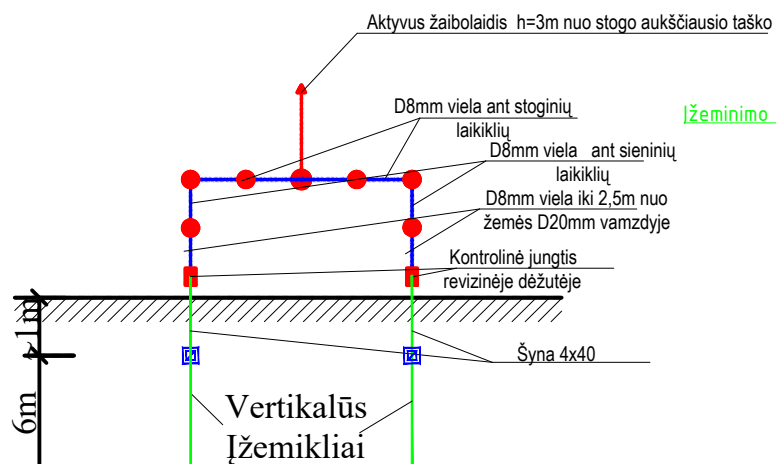 Aktyvus žaibolaidis h=3m nuo stogo aukščiausio taško
D8mm viela ant stoginių
laikiklių
Įžeminimo
D8mm viela ant sieninių
laikiklių
D8mm viela iki 2,5m nuo
žemės D20mm vamzdyje
Kontrolinė jungtis
revizinėje dėžutėje
~1m
Šyna 4x40
6m
Vertikalūs
Įžemikliai